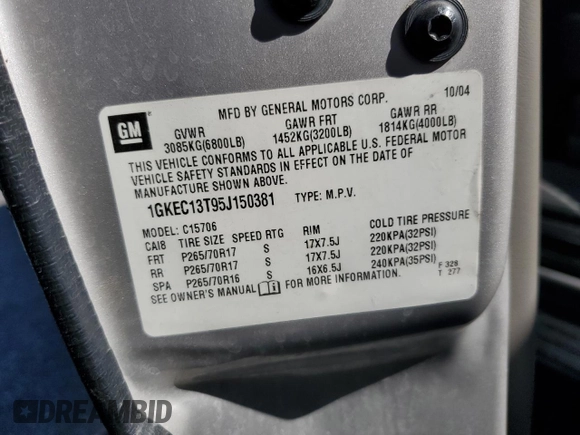 MFD BY GENERAL MOTORS CORP. 10/04
GM
GVWR GAWR FRT GAWR RR
3085KG(6800LB) 1452KG(3200LB) 1814KG(4000LB)
THIS VEHICLE CONFORMS TO ALL APPLICABLE U.S. FEDERAL MOTOR
VEHICLE SAFETY STANDARDS IN EFFECT ON THE DATE OF
MANUFACTURE SHOWN ABOVE.
1GKEC13T95J150381 TYPE: M.P.V.
MODEL: C15706
CAIB TIRE SIZE SPEED RTG RIM COLD TIRE PRESSURE
FRT P265/70R17 S 17X7.5J 220KPA(32PSI)
RR P265/70R17 S 17X7.5J 220KPA(32PSI)
SPA P265/70R16 S 16X6.5J 240KPA(35PSI)
SEE OWNER'S MANUAL FOR MORE INFORMATION.
F 328
T 277
DREAMBID